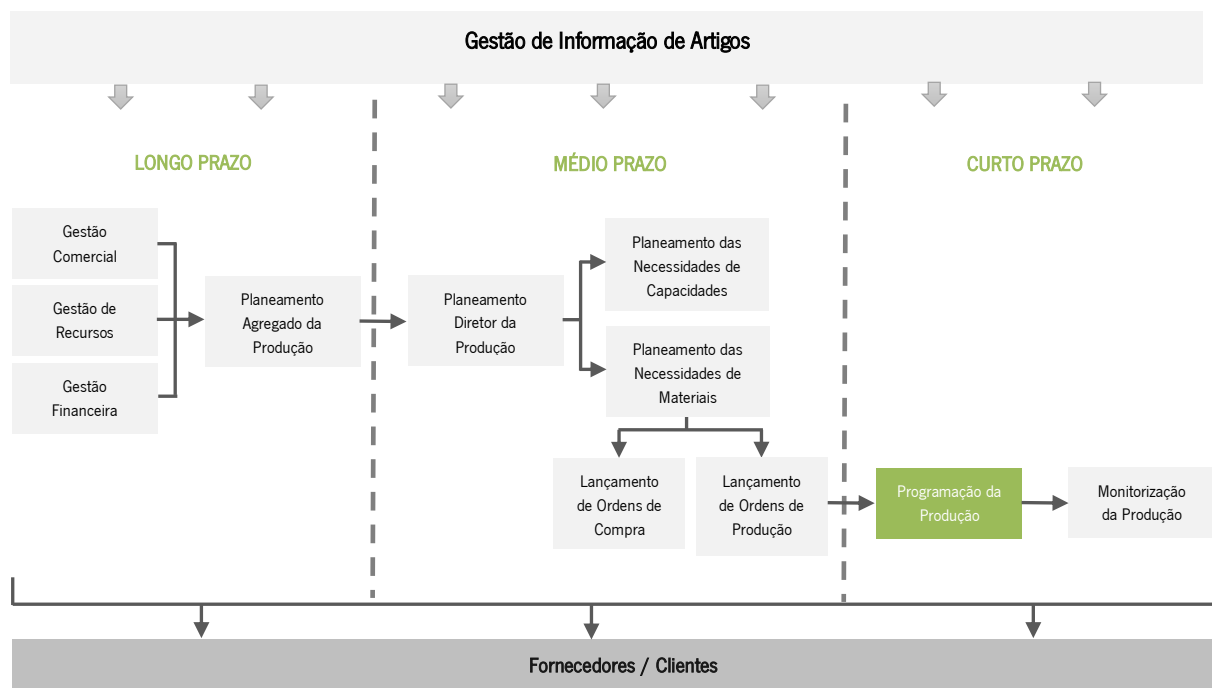 Gestão de Informação de Artigos
LONGO PRAZO
MÉDIO PRAZO
CURTO PRAZO
Gestão
Comercial
Gestão de
Recursos
Gestão
Financeira
Planeamento
Agregado da
Produção
Planeamento
Diretor da
Produção
Planeamento das
Necessidades de
Capacidades
Planeamento das
Necessidades de
Materiais
Lançamento
de Ordens de
Compra
Lançamento
de Ordens de
Produção
Programação da
Produção
Monitorização
da Produção
Fornecedores / Clientes